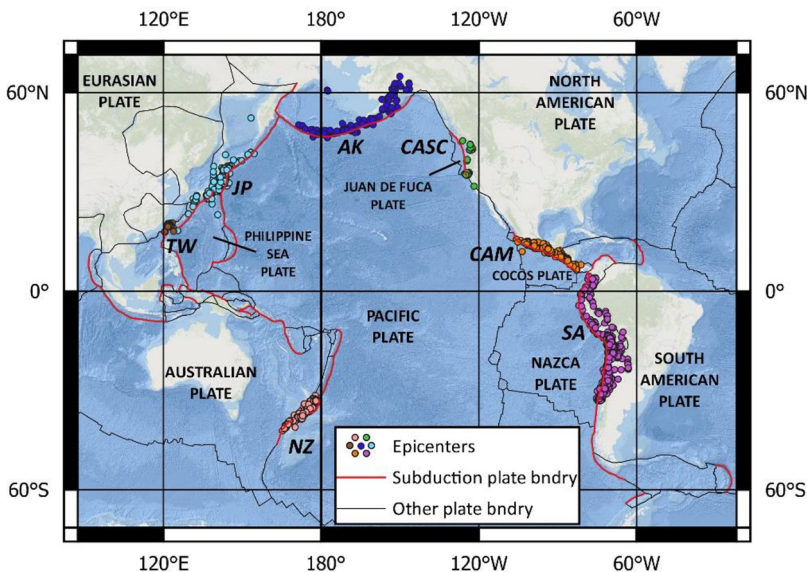 120°E 180° 120°W 60°W
EURASIAN
PLATE
NORTH
AMERICAN
PLATE
60°N
60°N
AK
CASC
JP
JUAN DE FUCA
PLATE
TW
PHILIPPINE
SEA
PLATE
CAM
COCOS PLATE
0°
0°
PACIFIC
PLATE
SA
AUSTRALIAN
PLATE
NAZCA
PLATE
SOUTH
AMERICAN
PLATE
NZ
Epicenters
Subduction plate bndry
Other plate bndry
60°S
60°S
120°E 180° 120°W 60°W